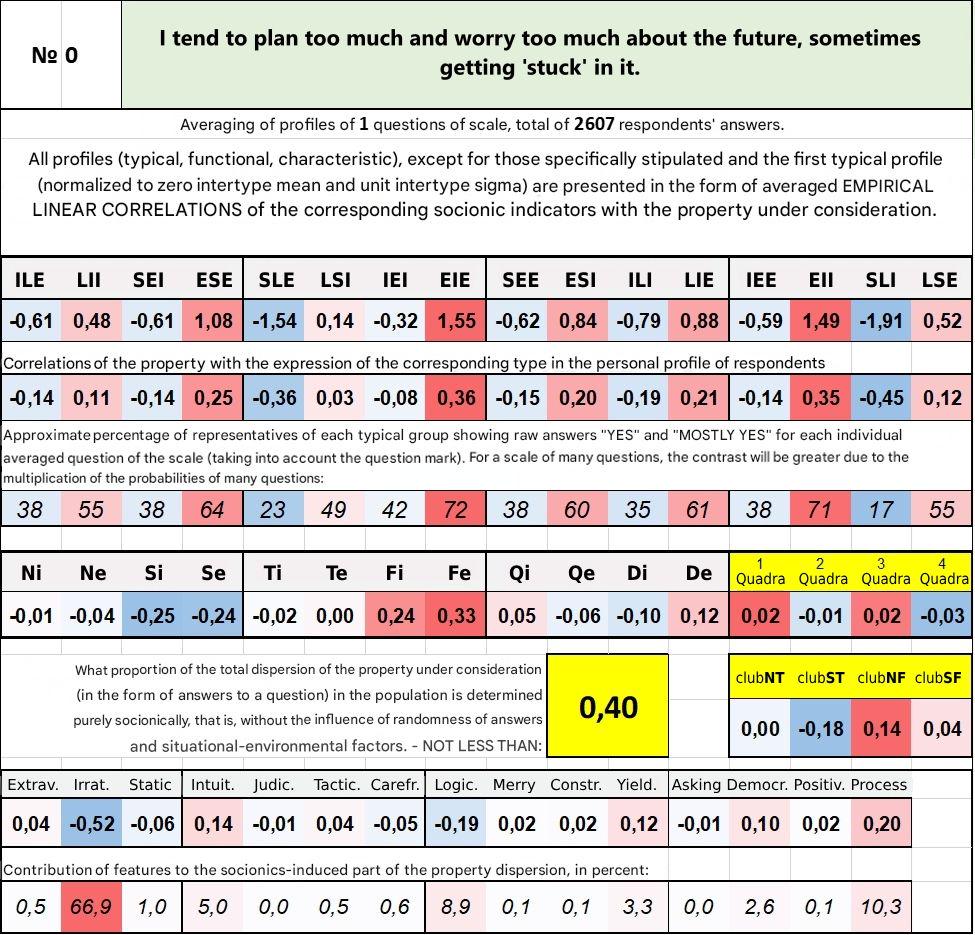 № 0
I tend to plan too much and worry too much about the future, sometimes
getting 'stuck' in it.
Averaging of profiles of 1 questions of scale, total of 2607 respondents' answers.
All profiles (typical, functional, characteristic), except for those specifically stipulated and the first typical profile
(normalized to zero intertype mean and unit intertype sigma) are presented in the form of averaged EMPIRICAL
LINEAR CORRELATIONS of the corresponding socionic indicators with the property under consideration.
ILE LII SEI ESE SLE LSI IEI EIE SEE ESI ILI LIE IEE EII SLI LSE
-0,61 0,48 -0,61 1,08 -1,54 0,14 -0,32 1,55 -0,62 0,84 -0,79 0,88 -0,59 1,49 -1,91 0,52
Correlations of the property with the expression of the corresponding type in the personal profile of respondents
-0,14 0,11 -0,14 0,25 -0,36 0,03 -0,08 0,36 -0,15 0,20 -0,19 0,21 -0,14 0,35 -0,45 0,12
Approximate percentage of representatives of each typical group showing raw answers "YES" and "MOSTLY YES" for each individual
averaged question of the scale (taking into account the question mark). For a scale of many questions, the contrast will be greater due to the
multiplication of the probabilities of many questions:
38 55 38 64 23 49 42 72 38 60 35 61 38 71 17 55
Ni Ne Si Se Ti Te Fi Fe Qi Qe Di De 1 Quadra 2 Quadra 3 Quadra 4 Quadra
-0,01 -0,04 -0,25 -0,24 -0,02 0,00 0,24 0,33 0,05 -0,06 -0,10 0,12 0,02 -0,01 0,02 -0,03
What proportion of the total dispersion of the property under consideration
(in the form of answers to a question) in the population is determined
purely socionically, that is, without the influence of randomness of answers
and situational-environmental factors. - NOT LESS THAN:
0,40
clubNT clubST clubNF clubSF
0,00 -0,18 0,14 0,04
Extrav. Irrat. Static Intuit. Judic. Tactic. Carefr. Logic. Merry Constr. Yield. Asking Democr. Positiv. Process
0,04 -0,52 -0,06 0,14 -0,01 0,04 -0,05 -0,19 0,02 0,02 0,12 -0,01 0,10 0,02 0,20
Contribution of features to the socionics-induced part of the property dispersion, in percent:
0,5 66,9 1,0 5,0 0,0 0,5 0,6 8,9 0,1 0,1 3,3 0,0 2,6 0,1 10,3